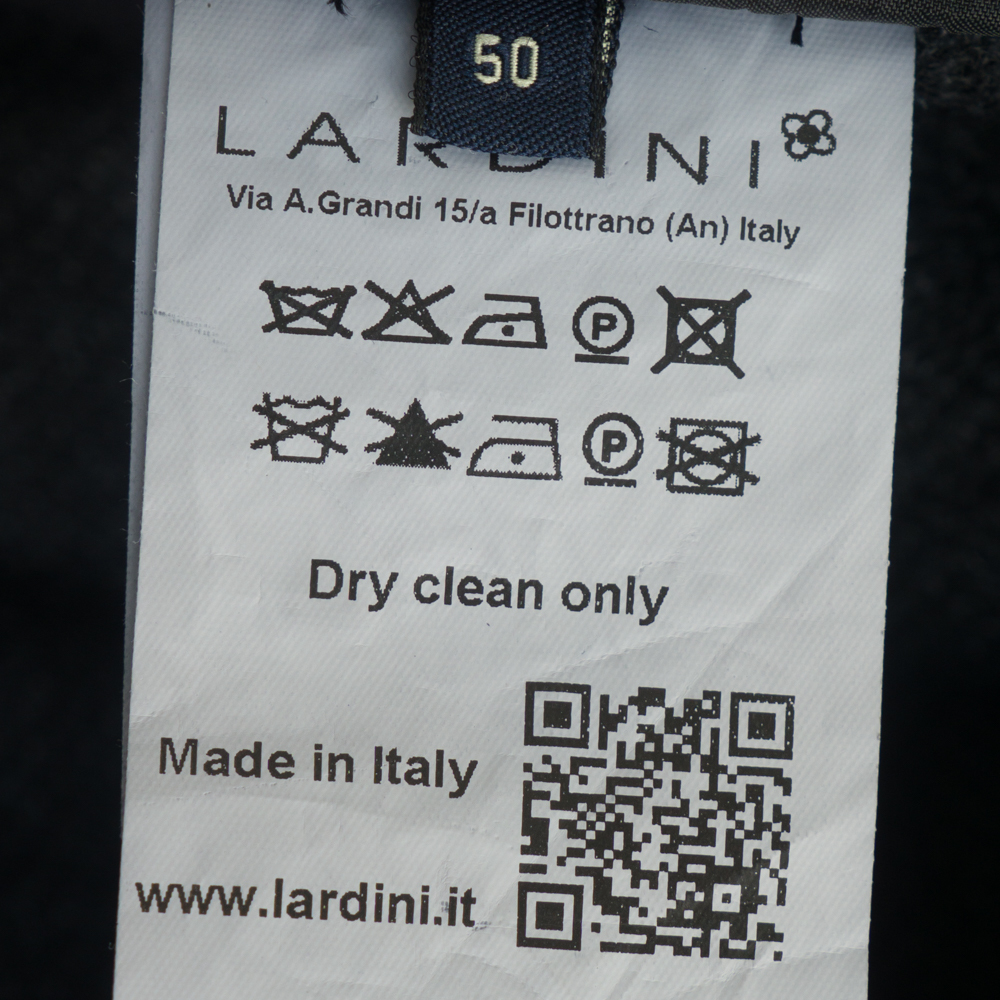 50
LARDINI
Via A.Grandi 15/a Filottrano (An) Italy
P
P
Dry clean only
Made in Italy
www.lardini.it